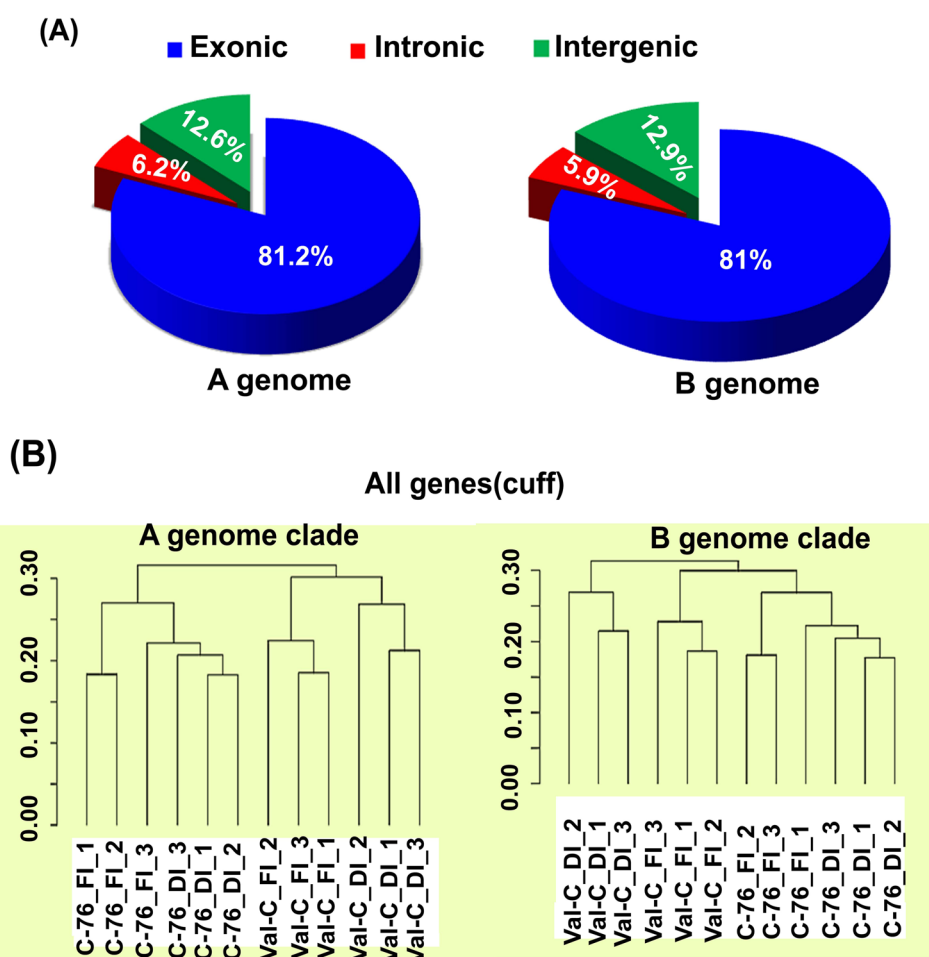 (A)
Exonic Intronic Intergenic
12.6%
6.2%
81.2%
A genome
12.9%
5.9%
81%
B genome
(B)
All genes(cuff)
A genome clade
0.30
0.20
0.10
0.00
C-76_FI_1
C-76_FI_2
C-76_FI_3
C-76_DI_3
C-76_DI_1
C-76_DI_2
Val-C_FI_2
Val-C_FI_3
Val-C_FI_1
Val-C_DI_2
Val-C_DI_1
Val-C_DI_3
B genome clade
0.30
0.20
0.10
0.00
Val-C_DI_2
Val-C_DI_1
Val-C_DI_3
Val-C_FI_3
Val-C_FI_1
Val-C_FI_2
C-76_FI_2
C-76_FI_3
C-76_FI_1
C-76_DI_3
C-76_DI_1
C-76_DI_2